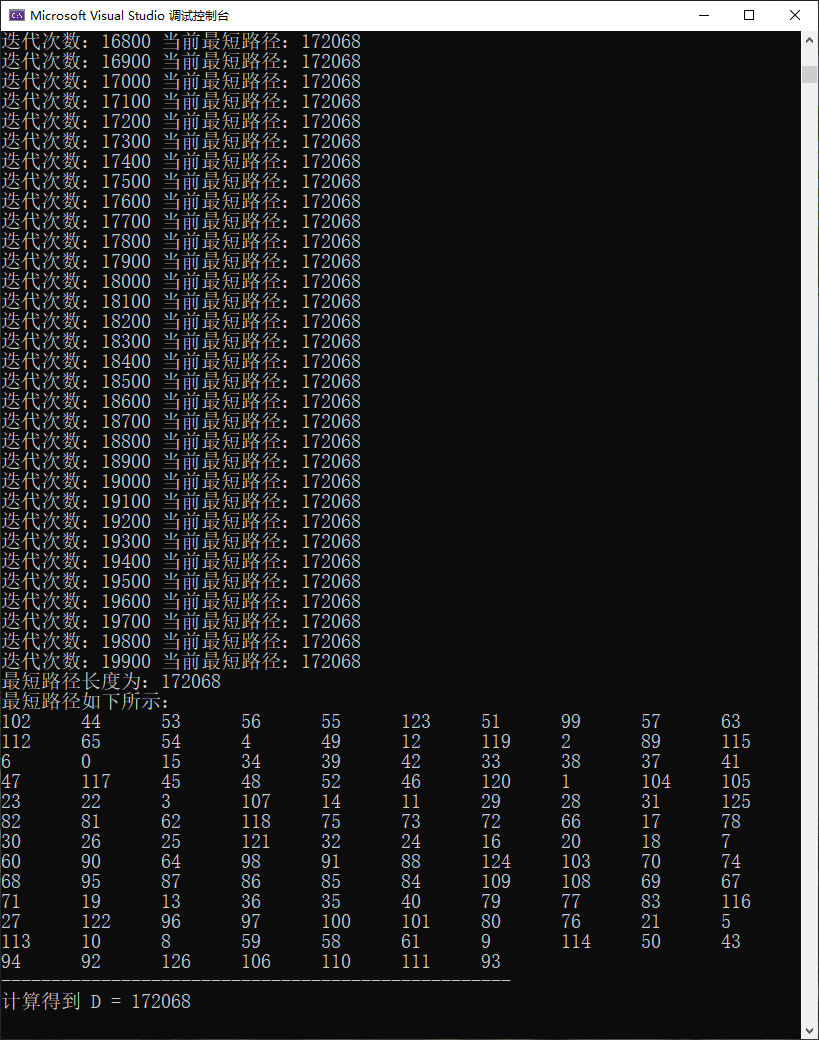 Microsoft Visual Studio 调试控制台
迭代次数：16800 当前最短路径：172068
迭代次数：16900 当前最短路径：172068
迭代次数：17000 当前最短路径：172068
迭代次数：17100 当前最短路径：172068
迭代次数：17200 当前最短路径：172068
迭代次数：17300 当前最短路径：172068
迭代次数：17400 当前最短路径：172068
迭代次数：17500 当前最短路径：172068
迭代次数：17600 当前最短路径：172068
迭代次数：17700 当前最短路径：172068
迭代次数：17800 当前最短路径：172068
迭代次数：17900 当前最短路径：172068
迭代次数：18000 当前最短路径：172068
迭代次数：18100 当前最短路径：172068
迭代次数：18200 当前最短路径：172068
迭代次数：18300 当前最短路径：172068
迭代次数：18400 当前最短路径：172068
迭代次数：18500 当前最短路径：172068
迭代次数：18600 当前最短路径：172068
迭代次数：18700 当前最短路径：172068
迭代次数：18800 当前最短路径：172068
迭代次数：18900 当前最短路径：172068
迭代次数：19000 当前最短路径：172068
迭代次数：19100 当前最短路径：172068
迭代次数：19200 当前最短路径：172068
迭代次数：19300 当前最短路径：172068
迭代次数：19400 当前最短路径：172068
迭代次数：19500 当前最短路径：172068
迭代次数：19600 当前最短路径：172068
迭代次数：19700 当前最短路径：172068
迭代次数：19800 当前最短路径：172068
迭代次数：19900 当前最短路径：172068
最短路径长度为：172068
最短路径如下所示：
102 44 53 56 55 123 51 99 57 63
112 65 54 4 49 12 119 2 89 115
6 0 15 34 39 42 33 38 37 41
47 117 45 48 52 46 120 1 104 105
23 22 3 107 14 11 29 28 31 125
82 81 62 118 75 73 72 66 17 78
30 26 25 121 32 24 16 20 18 7
60 90 64 98 91 88 124 103 70 74
68 95 87 86 85 84 109 108 69 67
71 19 13 36 35 40 79 77 83 116
27 122 96 97 100 101 80 76 21 5
113 10 8 59 58 61 9 114 50 43
94 92 126 106 110 111 93
---------------------------------------------------
计算得到 D = 172068